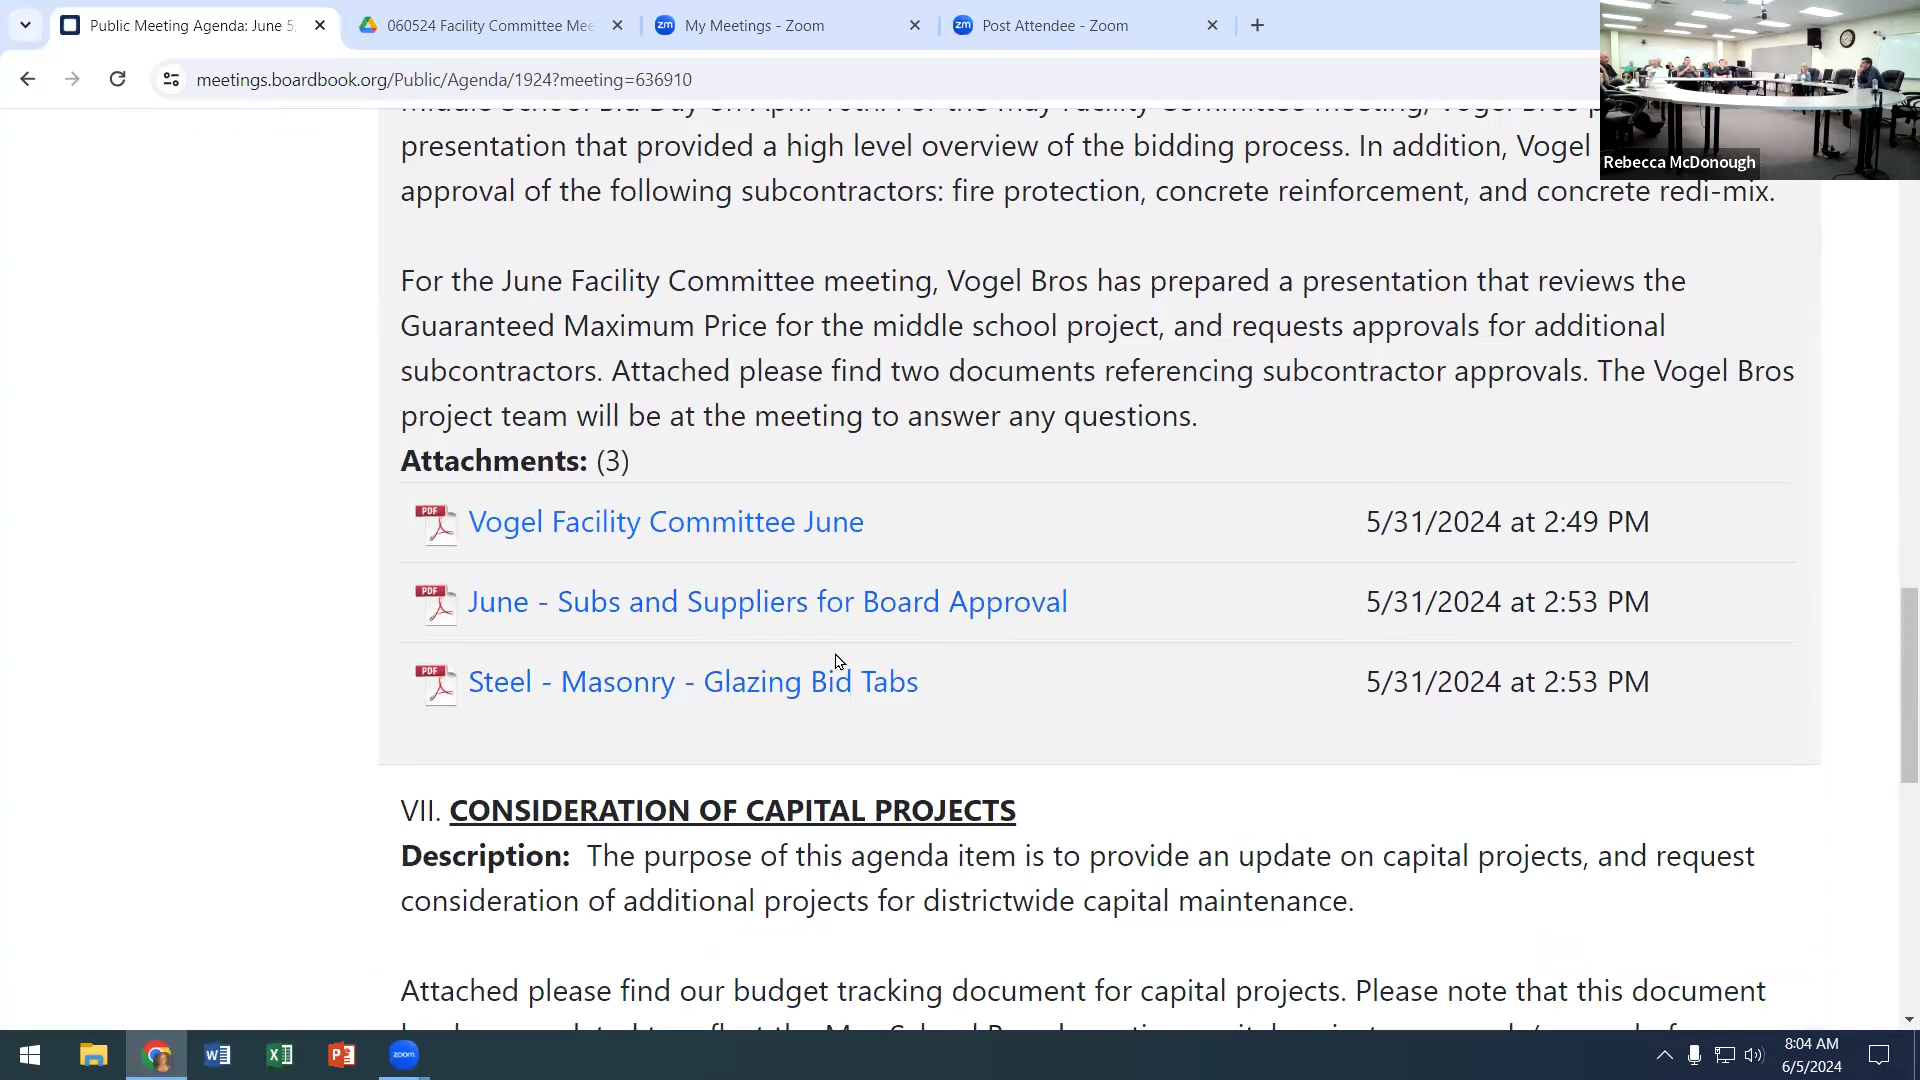 Public Meeting Agenda: June 5,
060524 Facility Committee Mee
zm My Meetings - Zoom
zm Post Attendee - Zoom
meetings.boardbook.org/Public/Agenda/1924?meeting=636910
presentation that provided a high level overview of the bidding process. In addition, Vogel
approval of the following subcontractors: fire protection, concrete reinforcement, and concrete redi-mix.
Rebecca McDonough
For the June Facility Committee meeting, Vogel Bros has prepared a presentation that reviews the
Guaranteed Maximum Price for the middle school project, and requests approvals for additional
subcontractors. Attached please find two documents referencing subcontractor approvals. The Vogel Bros
project team will be at the meeting to answer any questions.
Attachments: (3)
PDF Vogel Facility Committee June 5/31/2024 at 2:49 PM
PDF June - Subs and Suppliers for Board Approval 5/31/2024 at 2:53 PM
PDF Steel - Masonry - Glazing Bid Tabs 5/31/2024 at 2:53 PM
VII. CONSIDERATION OF CAPITAL PROJECTS
Description: The purpose of this agenda item is to provide an update on capital projects, and request
consideration of additional projects for districtwide capital maintenance.
Attached please find our budget tracking document for capital projects. Please note that this document
zoom
8:04 AM
6/5/2024